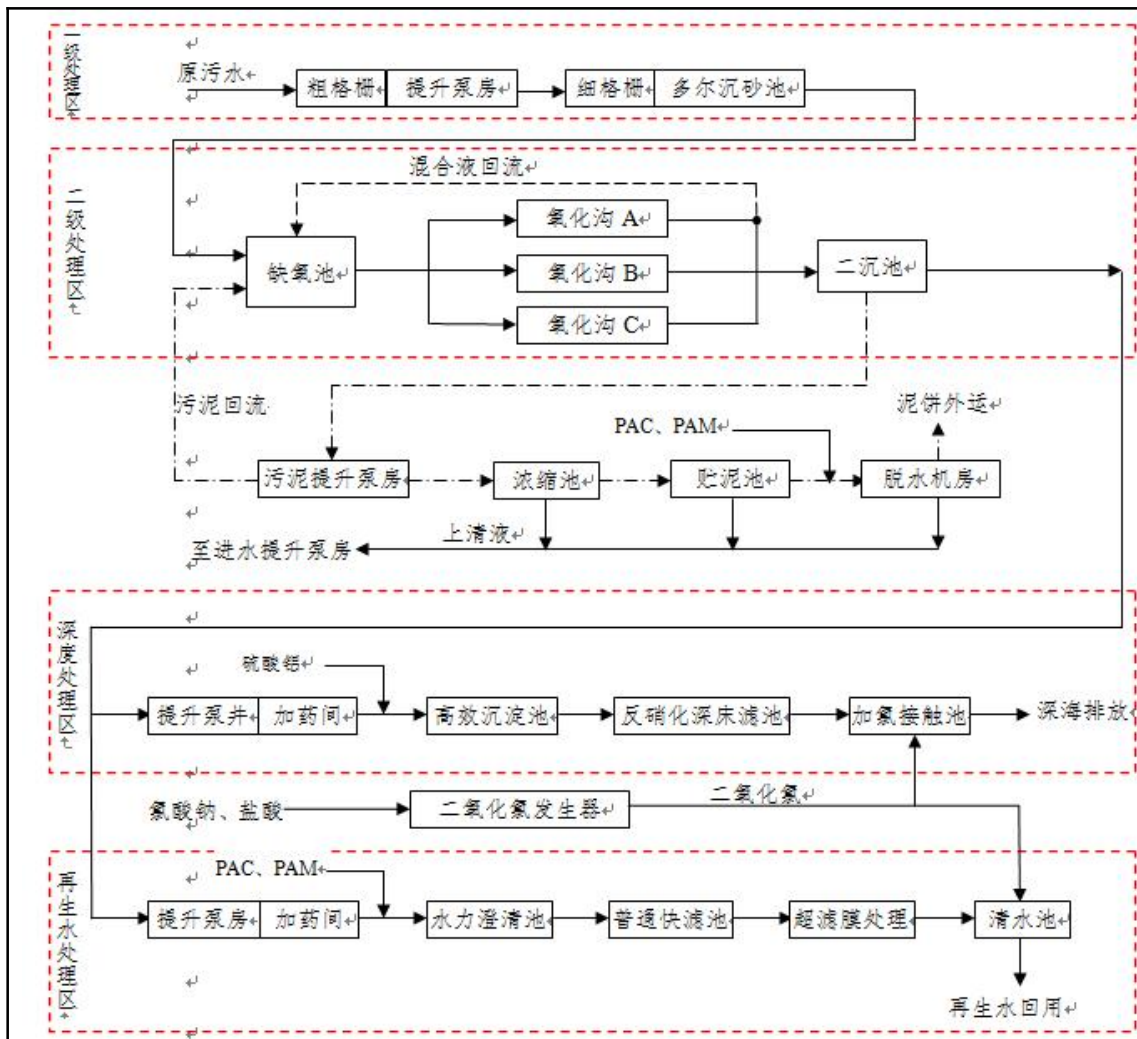 一级处理区
原污水
粗格栅 提升泵房 细格栅 多尔沉砂池
二级处理区
混合液回流
氧化沟 A
缺氧池
氧化沟 B
二沉池
氧化沟 C
污泥回流
PAC、PAM
泥饼外运
污泥提升泵房
浓缩池
贮泥池
脱水机房
上清液
至进水提升泵房
深度处理区
硫酸铝
提升泵井 加药间 高效沉淀池 反硝化深床滤池 加氯接触池 深海排放
氯酸钠、盐酸 二氧化氯发生器 二氧化氯
再生水处理区
PAC、PAM
提升泵房 加药间 水力澄清池 普通快滤池 超滤膜处理 清水池
再生水回用